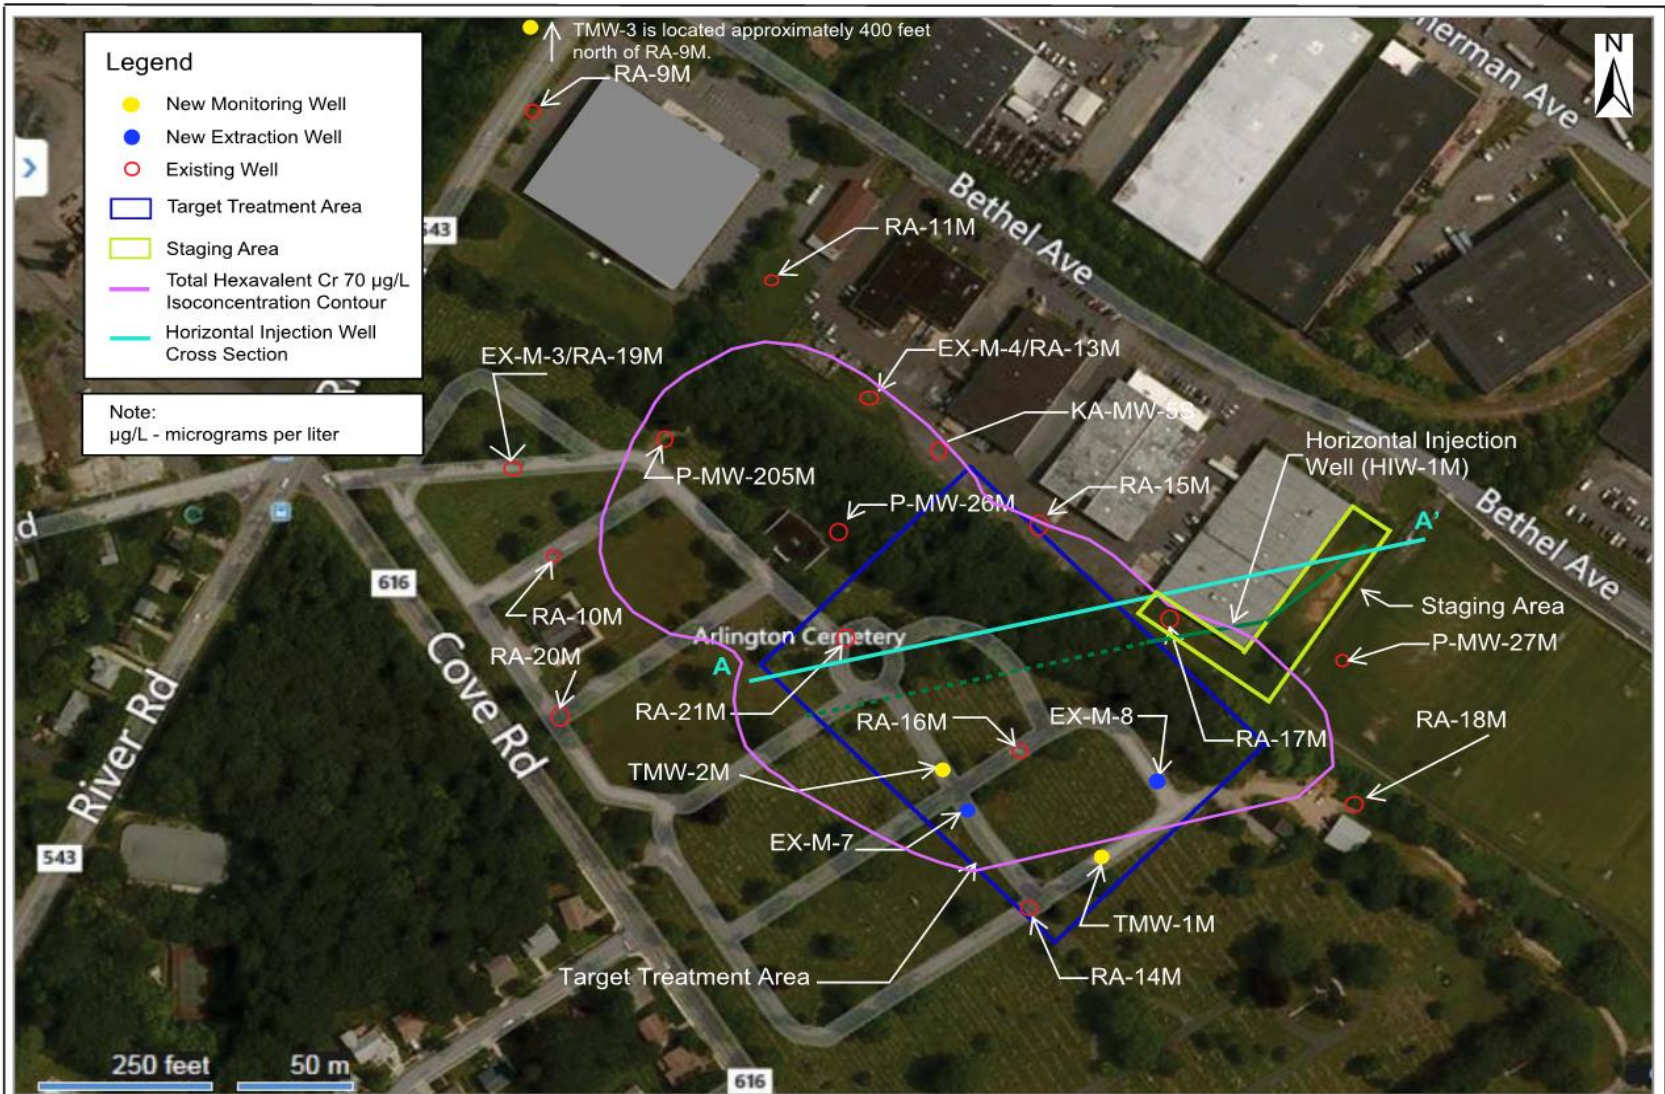 TMW-3 is located approximately 400 feet
north of RA-9M.
N
Legend
New Monitoring Well
New Extraction Well
Existing Well
Target Treatment Area
Staging Area
Total Hexavalent Cr 70 µg/L
Isoconcentration Contour
Horizontal Injection Well
Cross Section
Note:
µg/L - micrograms per liter
RA-9M
herman Ave
Bethel Ave
543
RA-11M
EX-M-3/RA-19M
EX-M-4/RA-13M
KA-MW-5S
Horizontal Injection
Well (HIW-1M)
P-MW-205M
P-MW-26M
RA-15M
Bethel Ave
A'
616
RA-10M
Arlington Cemetery
Staging Area
P-MW-27M
Cove Rd
RA-20M
A
River Rd
RA-21M
RA-16M
EX-M-8
RA-17M
RA-18M
TMW-2M
EX-M-7
543
TMW-1M
Target Treatment Area
RA-14M
250 feet
50 m
616